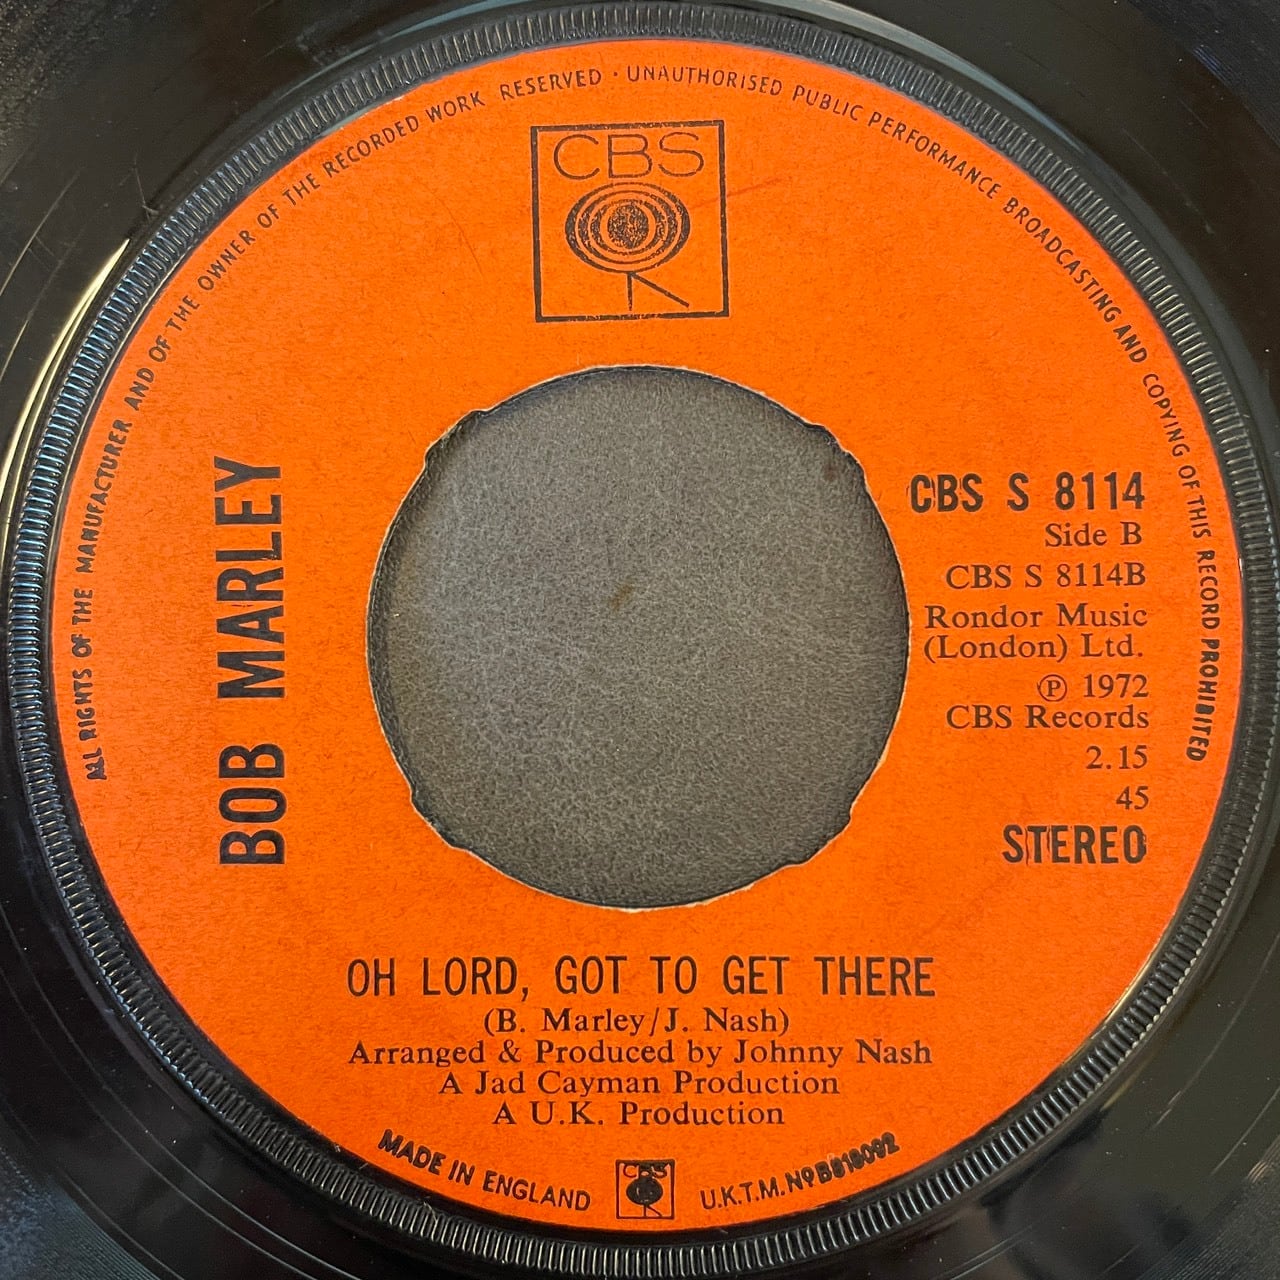 ALL RIGHTS OF THE MANUFACTURER AND OF THE OWNER OF THE RECORDED WORK RESERVED · UNAUTHORISED PUBLIC PERFORMANCE BROADCASTING AND COPYING OF THIS RECORD PROHIBITED
CBS
BOB MARLEY
CBS S 8114
Side B
CBS S 8114B
Rondor Music
(London) Ltd.
℗ 1972
CBS Records
2.15
45
STEREO
OH LORD, GOT TO GET THERE
(B. Marley/J. Nash)
Arranged & Produced by Johnny Nash
A Jad Cayman Production
A U.K. Production
MADE IN ENGLAND
CBS
U.K.T.M. Nº B818092